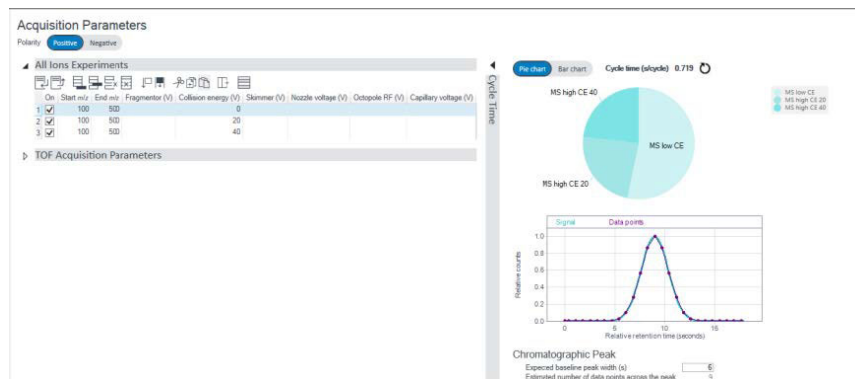 Acquisition Parameters
Polarity Positive Negative
All Ions Experiments
On Start m/z End m/z Fragmentor (V) Collision energy (V) Skimmer (V) Nozzle voltage (V) Octopole RF (V) Capillary voltage (V)
1 100 500 0
2 100 500 20
3 100 500 40
TOF Acquisition Parameters
Cycle Time
Pie chart Bar chart Cycle time (s/cycle) 0.719
MS high CE 40
MS low CE
MS high CE 20
MS low CE
MS high CE 20
MS high CE 40
Signal Data points
Relative counts
1.0
0.8
0.6
0.4
0.2
0.0
0 5 10 15
Relative retention time (seconds)
Chromatographic Peak
Expeced baseline peak width (s) 6
Estimated number of data points across the peak 9